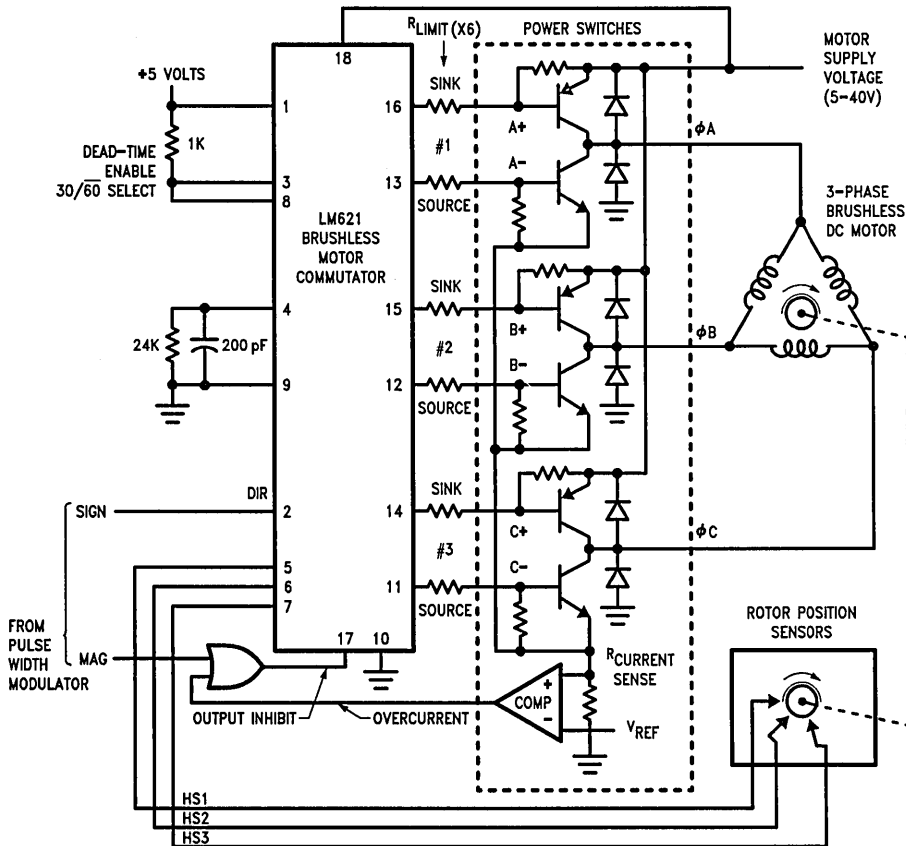 R_LIMIT (X6)
POWER SWITCHES
MOTOR
SUPPLY
VOLTAGE
(5-40V)
+5 VOLTS
18
SINK
1
16
A+
ϕA
1K
#1
DEAD-TIME
ENABLE
30/60 SELECT
3
8
13
A-
SOURCE
LM621
BRUSHLESS
MOTOR
COMMUTATOR
3-PHASE
BRUSHLESS
DC MOTOR
SINK
4
15
B+
ϕB
24K
200 pF
#2
9
12
B-
SOURCE
DIR
SINK
SIGN
2
14
C+
ϕC
#3
5
6
7
11
C-
SOURCE
FROM
PULSE
WIDTH
MODULATOR
MAG
17
10
ROTOR POSITION
SENSORS
R_CURRENT
SENSE
+
COMP
-
OUTPUT INHIBIT
OVERCURRENT
V_REF
HS1
HS2
HS3